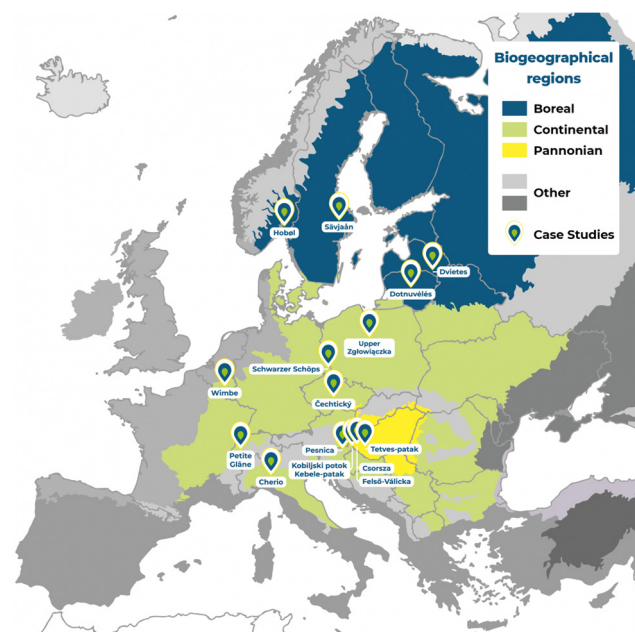 Biogeographical
regions
Boreal
Continental
Pannonian
Other
Case Studies
Hobøl
Sävjaån
Dvietes
Dotnuvélés
Upper
Zgłowiączka
Schwarzer Schöps
Wimbe
Čechtický
Petite
Glâne
Cherio
Pesnica
Tetves-patak
Kobiljski potok
Kebele-patak
Csorsza
Felső-Válicka